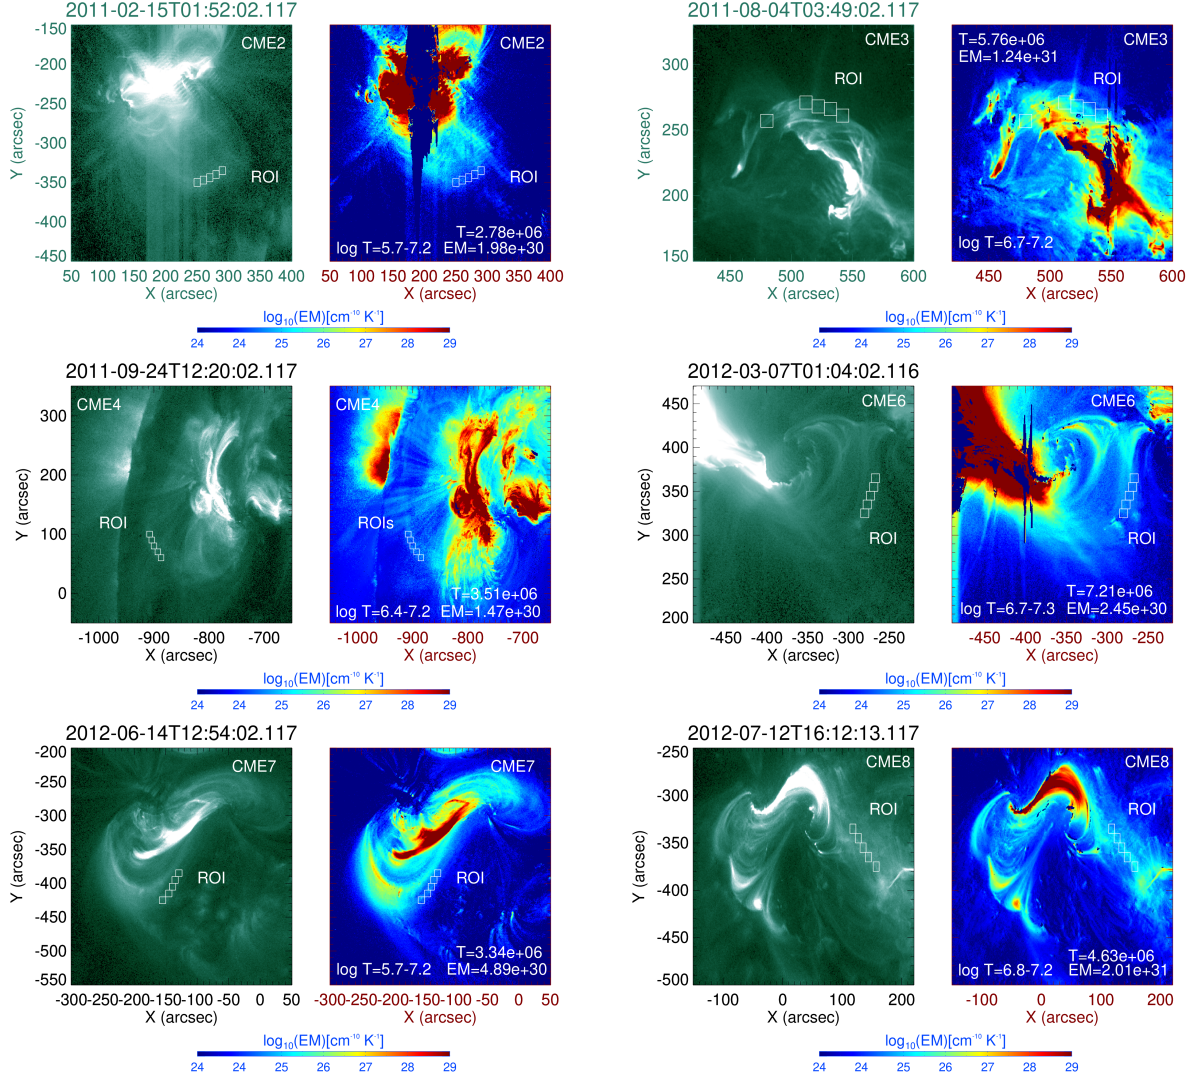 2011-02-15T01:52:02.117
CME2
ROI
Y (arcsec)
-150
-200
-250
-300
-350
-400
-450
50 100 150 200 250 300 350 400
X (arcsec)
CME2
ROI
T=2.78e+06
log T=5.7-7.2 EM=1.98e+30
50 100 150 200 250 300 350 400
X (arcsec)
log10(EM)[cm-10 K-1]
24 25 26 27 28 29
2011-08-04T03:49:02.117
CME3
ROI
Y (arcsec)
300
250
200
150
450 500 550 600
X (arcsec)
T=5.76e+06 CME3
EM=1.24e+31
ROI
log T=6.7-7.2
450 500 550 600
X (arcsec)
log10(EM)[cm-10 K-1]
24 25 26 27 28 29
2011-09-24T12:20:02.117
CME4
ROI
Y (arcsec)
300
200
100
0
-1000 -900 -800 -700
X (arcsec)
CME4
ROIs
T=3.51e+06
log T=6.4-7.2 EM=1.47e+30
-1000 -900 -800 -700
X (arcsec)
log10(EM)[cm-10 K-1]
24 25 26 27 28 29
2012-03-07T01:04:02.116
CME6
ROI
Y (arcsec)
450
400
350
300
250
200
-450 -400 -350 -300 -250
X (arcsec)
CME6
ROI
T=7.21e+06
log T=6.7-7.3 EM=2.45e+30
-450 -400 -350 -300 -250
X (arcsec)
log10(EM)[cm-10 K-1]
24 25 26 27 28 29
2012-06-14T12:54:02.117
CME7
ROI
Y (arcsec)
-200
-250
-300
-350
-400
-450
-500
-550
-300-250-200-150-100 -50 0 50
X (arcsec)
CME7
ROI
T=3.34e+06
log T=5.7-7.2 EM=4.89e+30
-300-250-200-150-100 -50 0 50
X (arcsec)
log10(EM)[cm-10 K-1]
24 25 26 27 28 29
2012-07-12T16:12:13.117
CME8
ROI
Y (arcsec)
-250
-300
-350
-400
-450
-500
-100 0 100 200
X (arcsec)
CME8
ROI
T=4.63e+06
log T=6.8-7.2 EM=2.01e+31
-100 0 100 200
X (arcsec)
log10(EM)[cm-10 K-1]
24 25 26 27 28 29